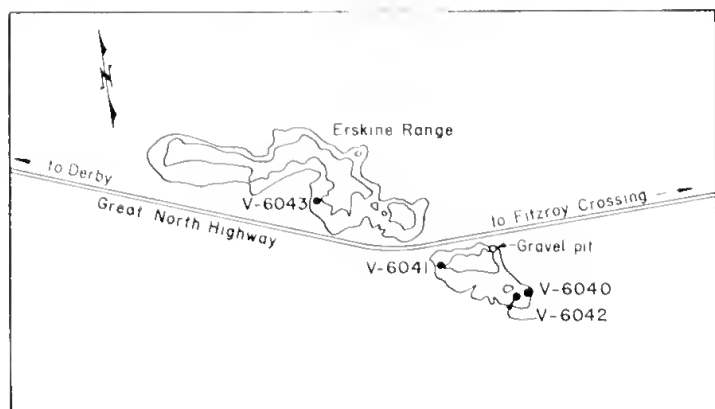 N
Erskine Range
to Derby
V-6043
Great North Highway
to Fitzroy Crossing
Gravel pit
V-6041
V-6040
V-6042